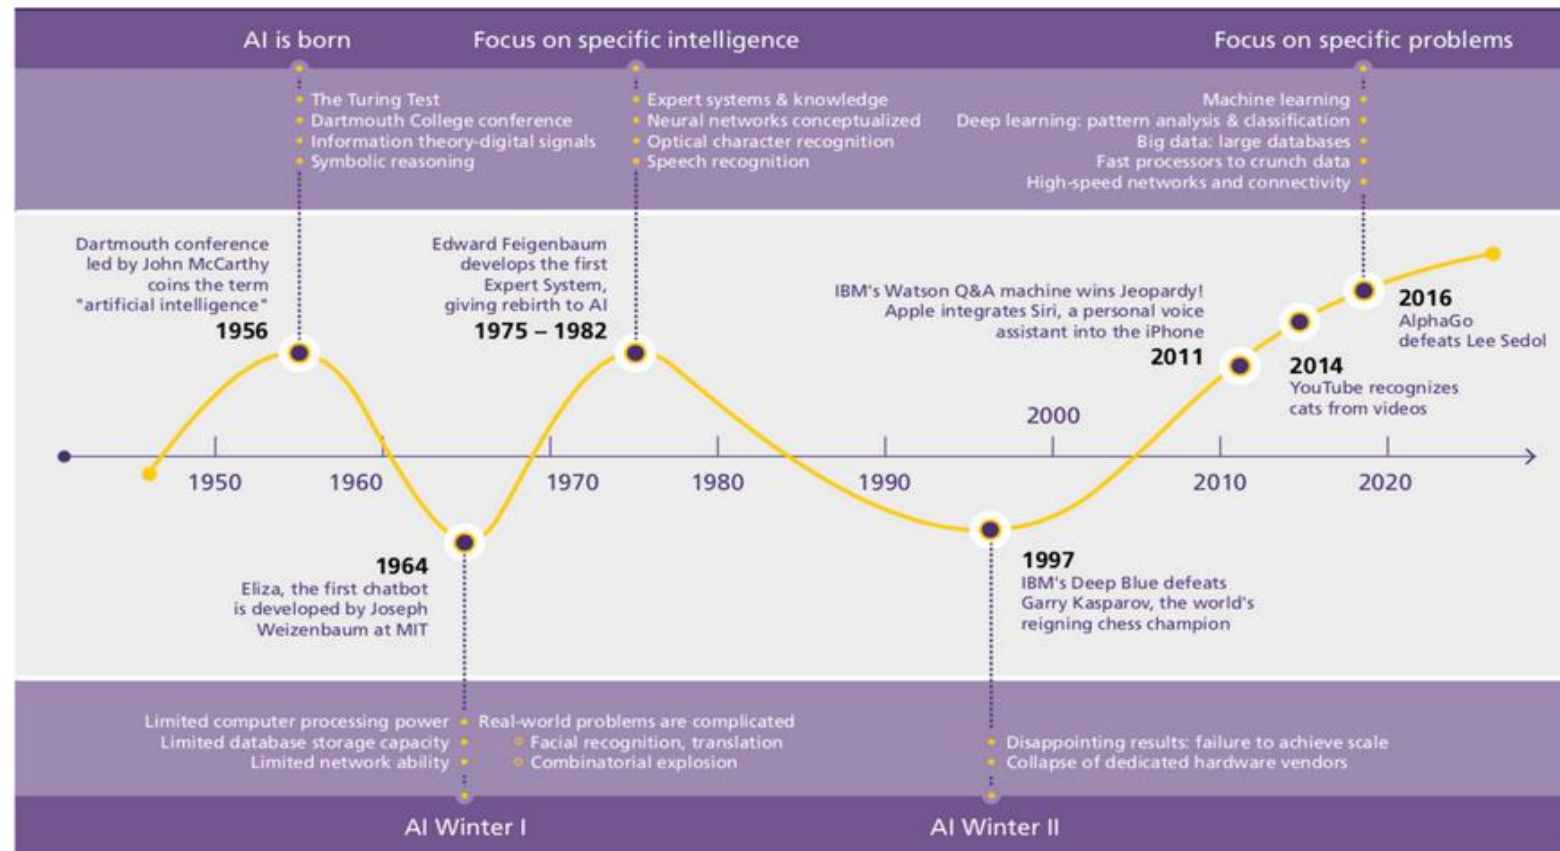 AI is born
Focus on specific intelligence
Focus on specific problems
The Turing Test
Dartmouth College conference
Information theory-digital signals
Symbolic reasoning
Expert systems & knowledge
Neural networks conceptualized
Optical character recognition
Speech recognition
Machine learning
Deep learning: pattern analysis & classification
Big data: large databases
Fast processors to crunch data
High-speed networks and connectivity
Dartmouth conference
led by John McCarthy
coins the term
"artificial intelligence"
1956
Edward Feigenbaum
develops the first
Expert System,
giving rebirth to AI
1975 – 1982
IBM's Watson Q&A machine wins Jeopardy!
Apple integrates Siri, a personal voice
assistant into the iPhone
2011
2016
AlphaGo
defeats Lee Sedol
2014
YouTube recognizes
cats from videos
1950
1960
1970
1980
1990
2000
2010
2020
1964
Eliza, the first chatbot
is developed by Joseph
Weizenbaum at MIT
1997
IBM's Deep Blue defeats
Garry Kasparov, the world's
reigning chess champion
Limited computer processing power
Limited database storage capacity
Limited network ability
Real-world problems are complicated
Facial recognition, translation
Combinatorial explosion
Disappointing results: failure to achieve scale
Collapse of dedicated hardware vendors
AI Winter I
AI Winter II